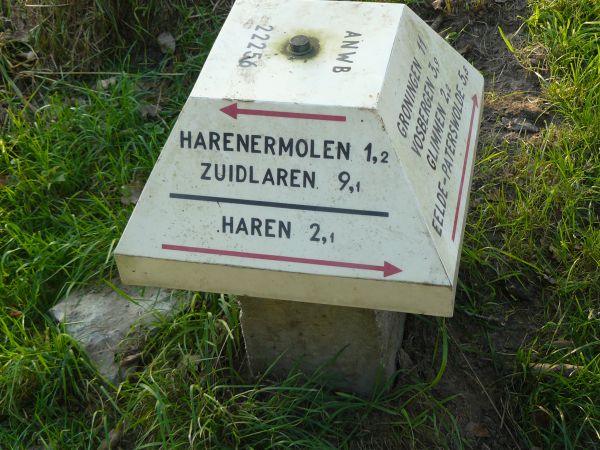 22256
ANWB
HARENERMOLEN 1,2
ZUIDLAREN 9,1
HAREN 2,1
GRONINGEN 11
VOSBERGEN 3,9
GLIMMEN 2,2
EELDE-PATERSWOLDE 5,5